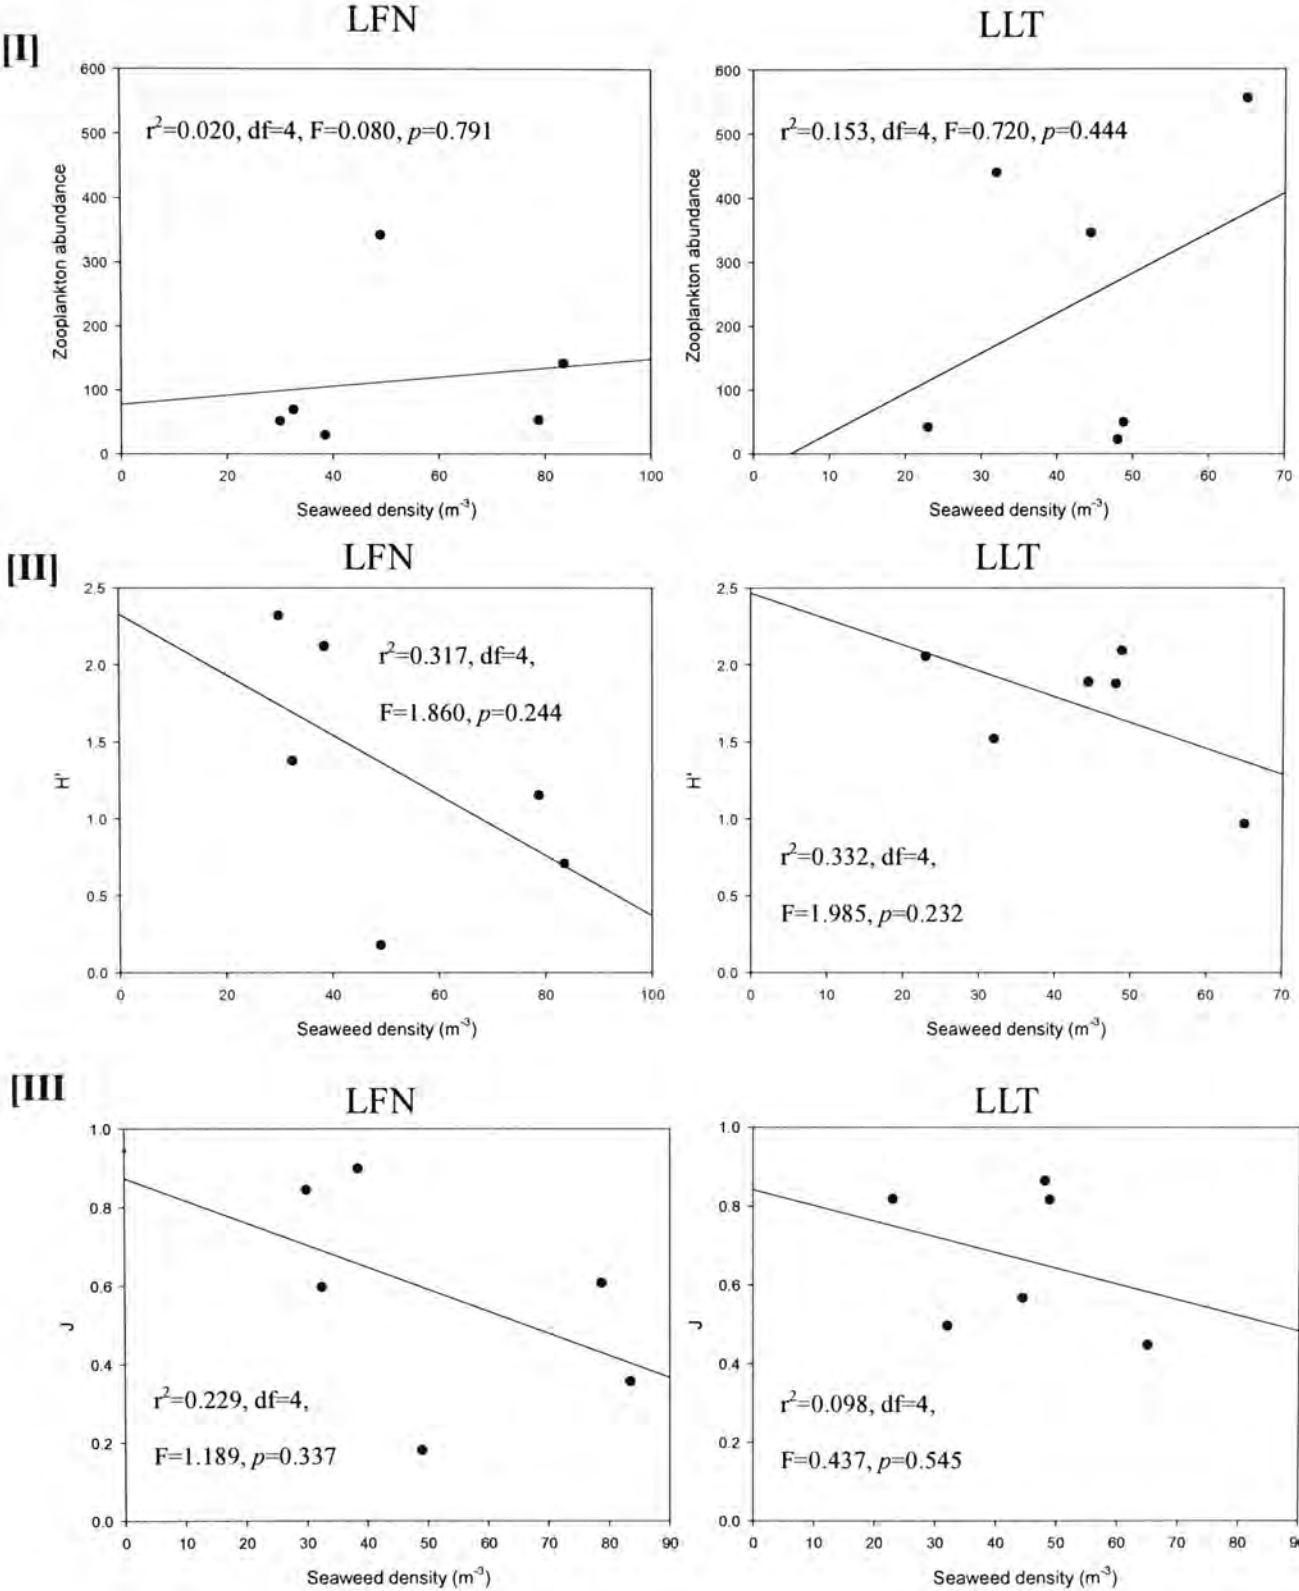 [I]
LFN
LLT
r²=0.020, df=4, F=0.080, p=0.791
r²=0.153, df=4, F=0.720, p=0.444
Zooplankton abundance
600
500
400
300
200
100
0
0 20 40 60 80 100
Seaweed density (m⁻³)
Zooplankton abundance
600
500
400
300
200
100
0
0 10 20 30 40 50 60 70
Seaweed density (m⁻³)
[II]
LFN
LLT
r²=0.317, df=4,
F=1.860, p=0.244
H'
2.5
2.0
1.5
1.0
0.5
0.0
0 20 40 60 80 100
Seaweed density (m⁻³)
r²=0.332, df=4,
F=1.985, p=0.232
H'
2.5
2.0
1.5
1.0
0.5
0.0
0 10 20 30 40 50 60 70
Seaweed density (m⁻³)
[III
LFN
LLT
r²=0.229, df=4,
F=1.189, p=0.337
J
1.0
0.8
0.6
0.4
0.2
0.0
0 10 20 30 40 50 60 70 80 90
Seaweed density (m⁻³)
r²=0.098, df=4,
F=0.437, p=0.545
J
1.0
0.8
0.6
0.4
0.2
0.0
0 10 20 30 40 50 60 70 80 90
Seaweed density (m⁻³)